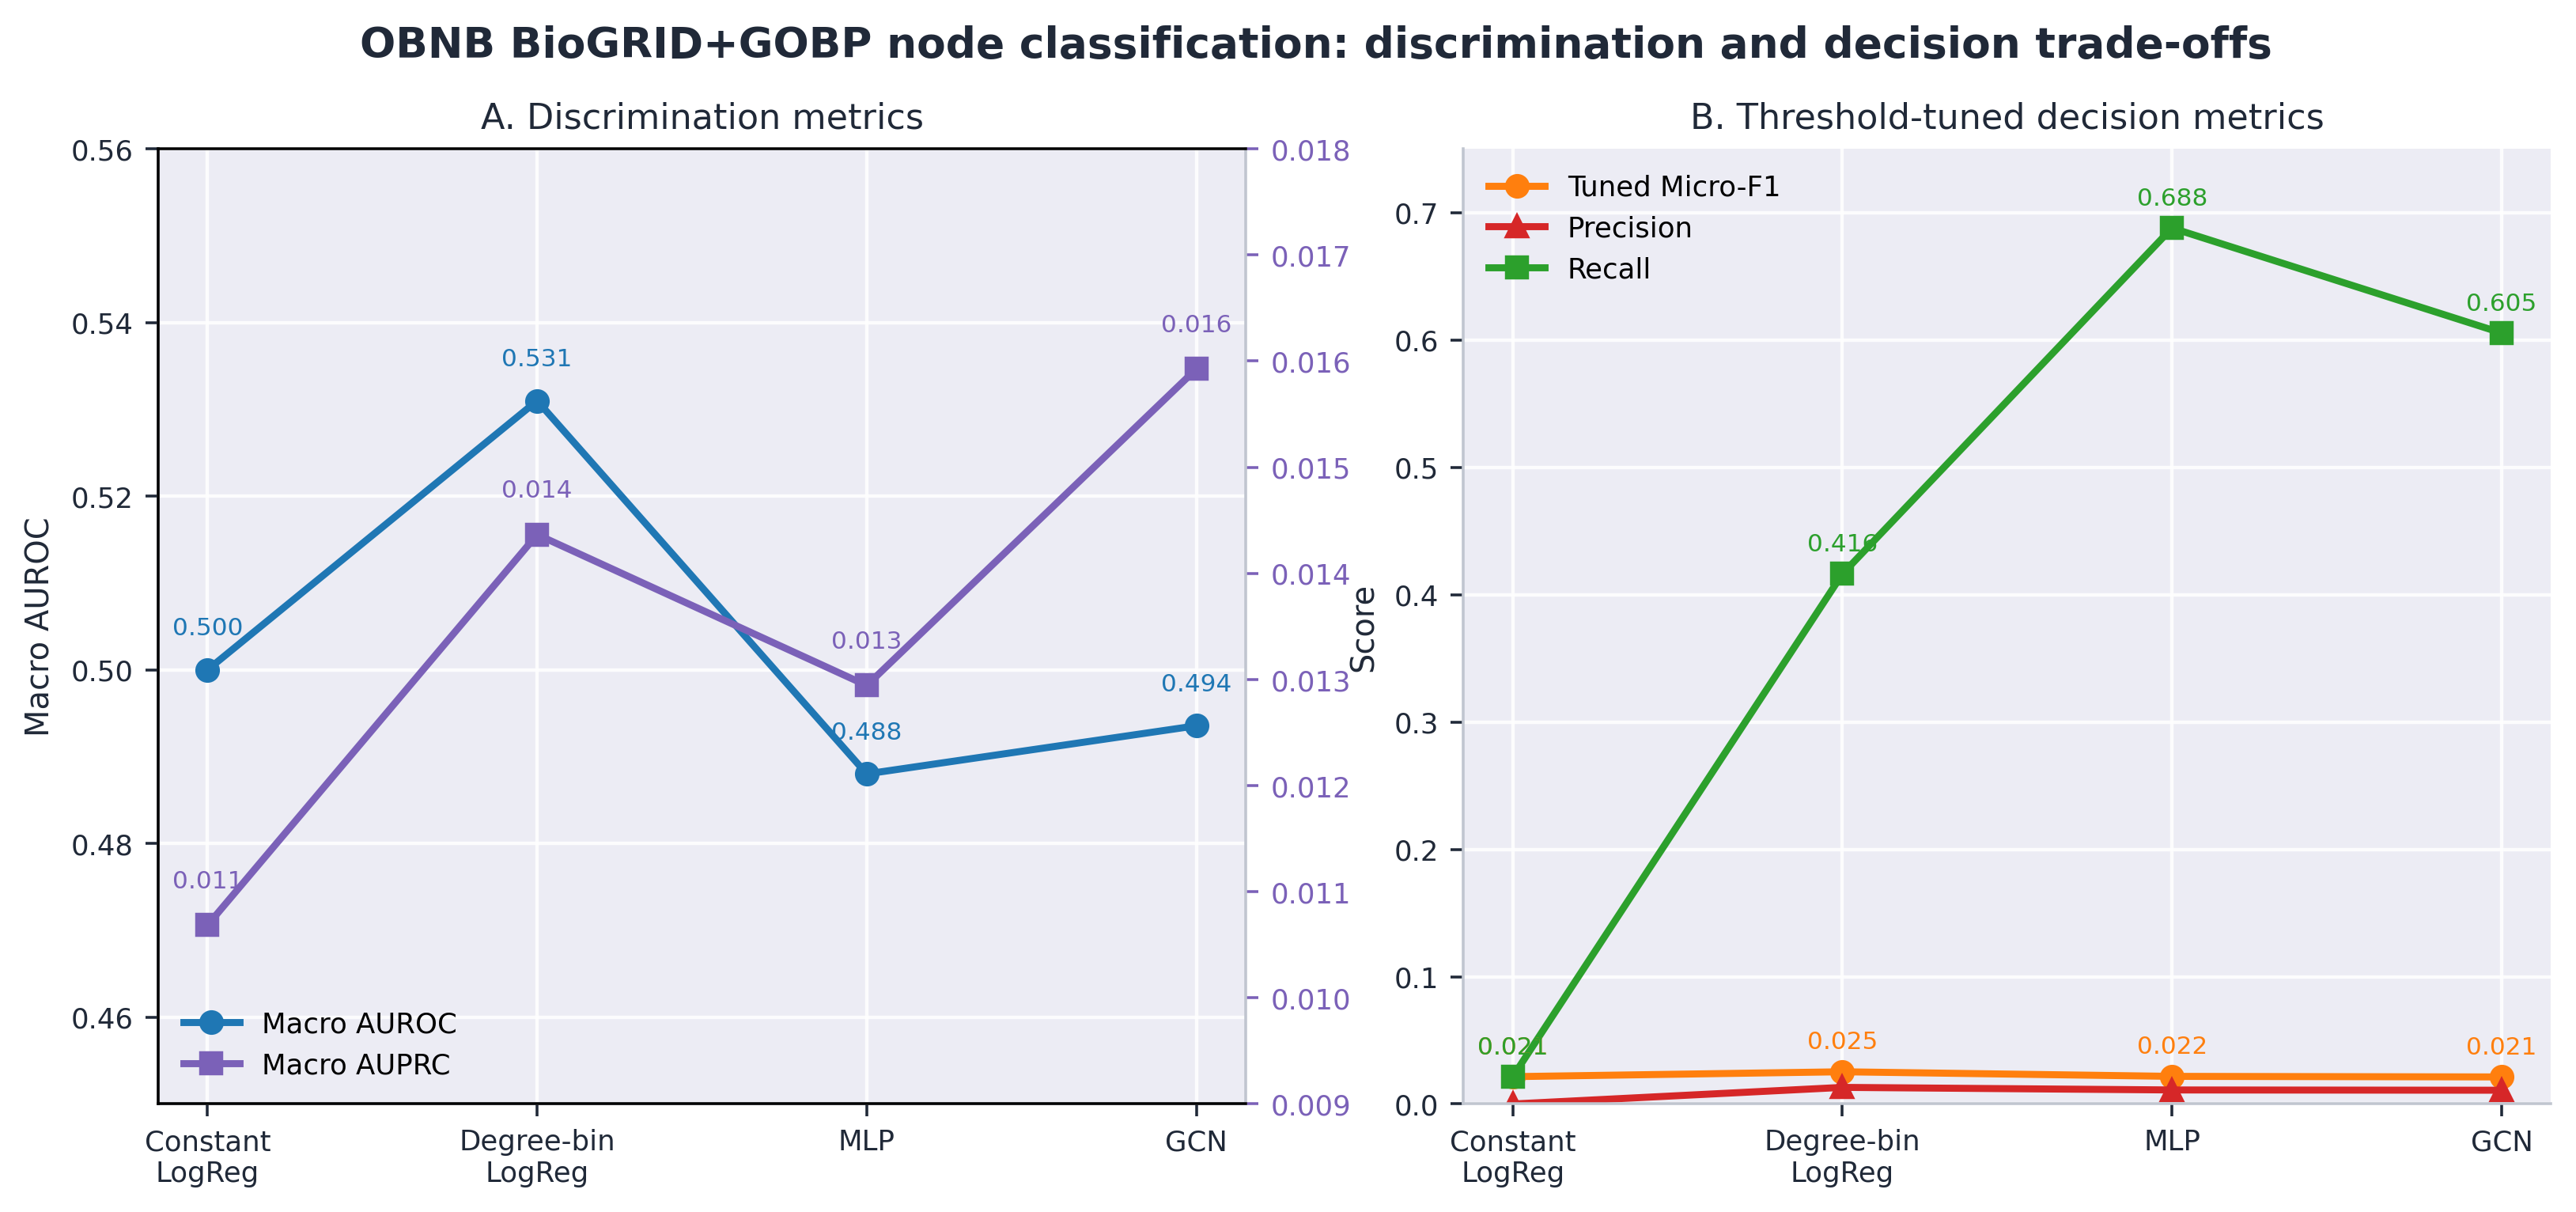 OBNB BioGRID+GOBP node classification: discrimination and decision trade-offs
A. Discrimination metrics
0.56
0.54
0.52
0.50
0.48
0.46
Macro AUROC
0.018
0.017
0.016
0.015
0.014
0.013
0.012
0.011
0.010
0.009
0.500
0.531
0.488
0.494
0.011
0.014
0.013
0.016
Macro AUROC
Macro AUPRC
Constant
LogReg
Degree-bin
LogReg
MLP
GCN
B. Threshold-tuned decision metrics
Score
0.7
0.6
0.5
0.4
0.3
0.2
0.1
0.0
Tuned Micro-F1
Precision
Recall
0.021
0.416
0.688
0.605
0.025
0.022
0.021
Constant
LogReg
Degree-bin
LogReg
MLP
GCN